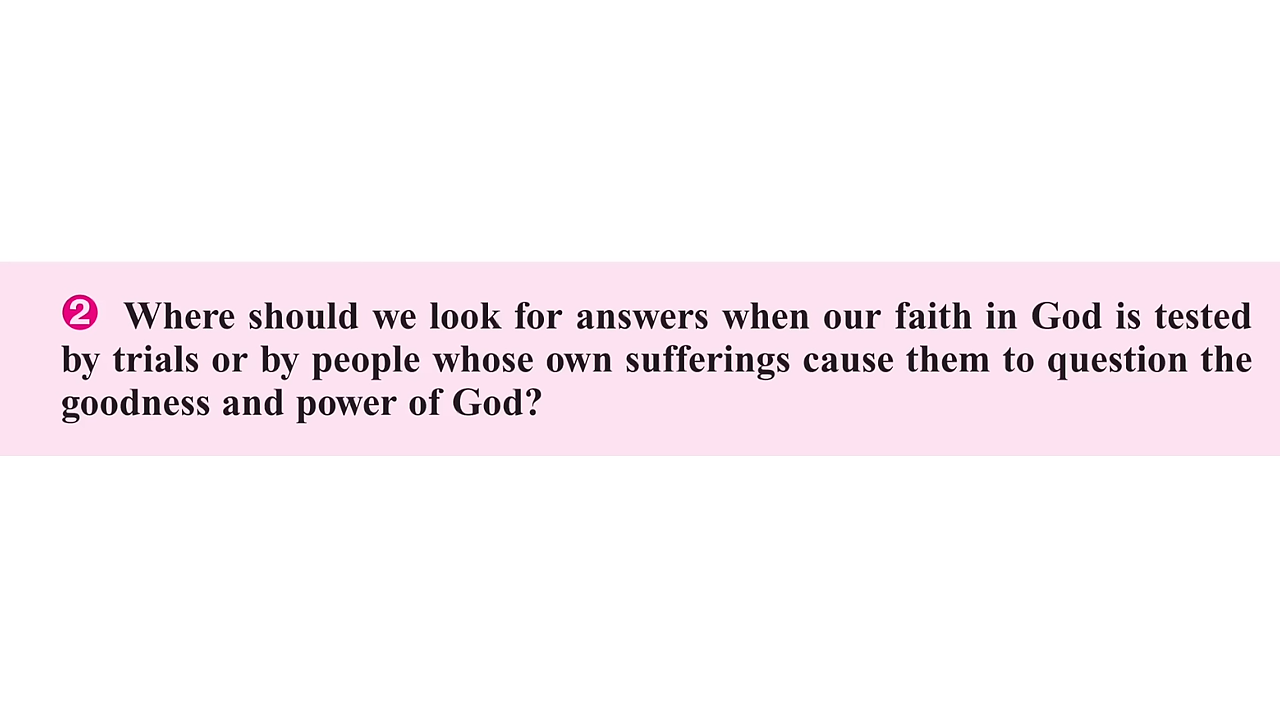 ❷ Where should we look for answers when our faith in God is tested
by trials or by people whose own sufferings cause them to question the
goodness and power of God?